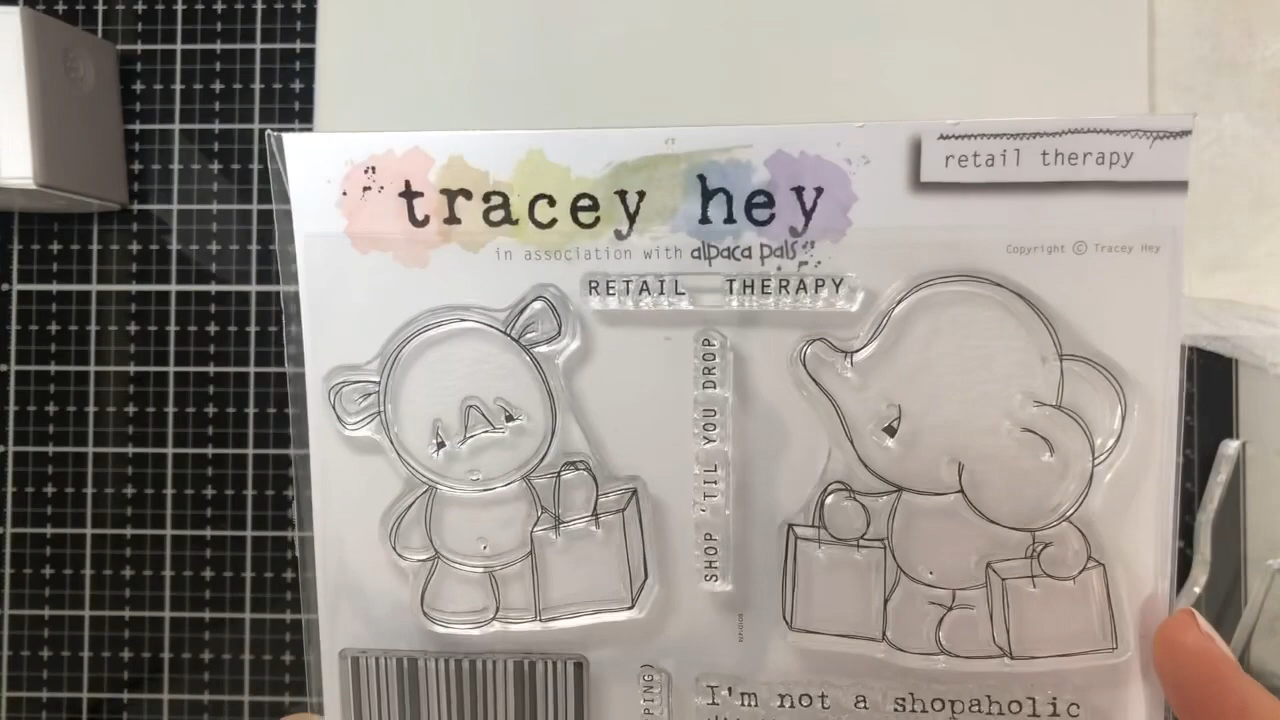 retail therapy
tracey hey
in association with alpaca pals
Copyright © Tracey Hey
RETAIL THERAPY
SHOP 'TIL YOU DROP
PING)
I'm not a shopaholic